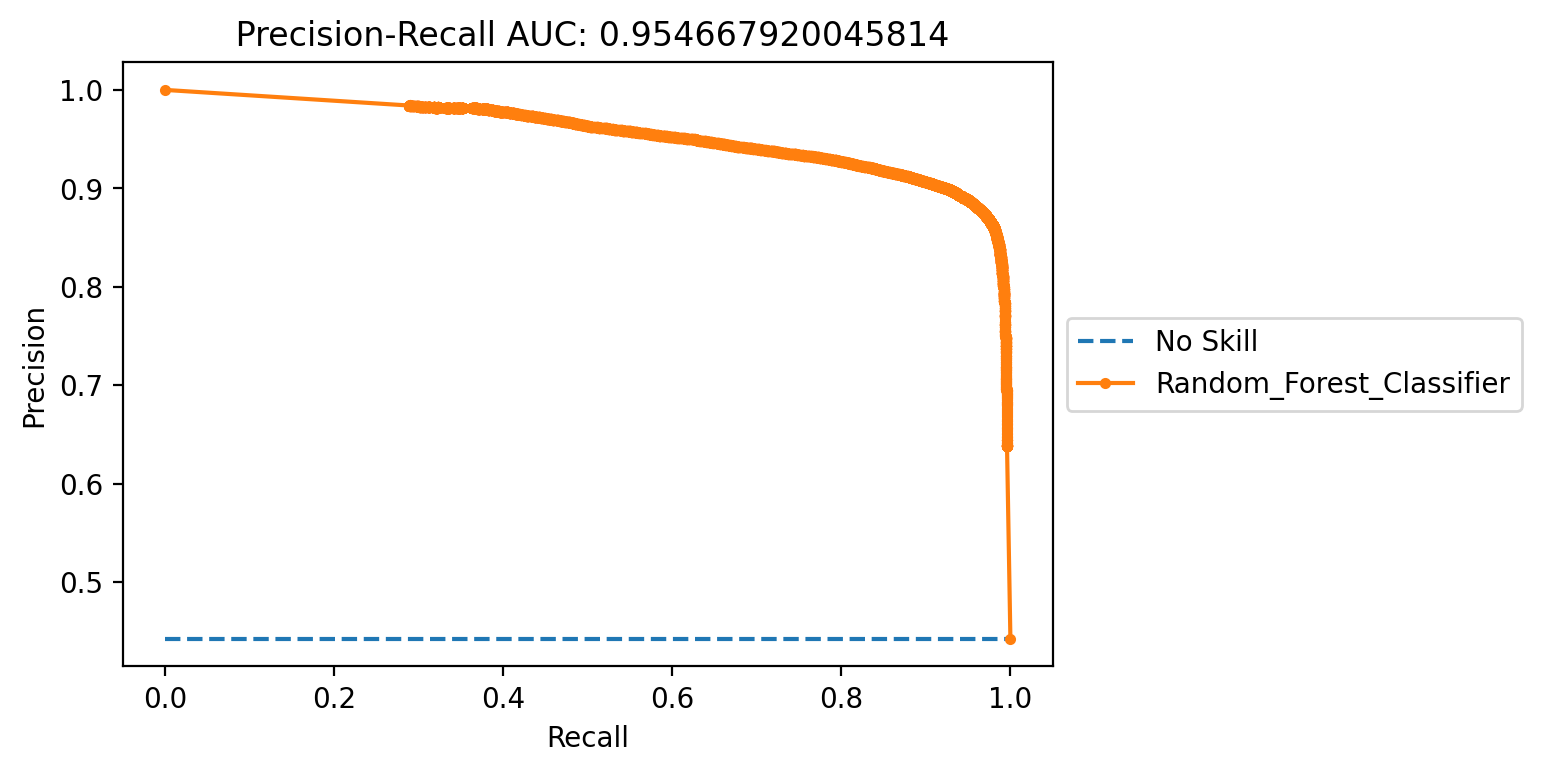 Precision-Recall AUC: 0.954667920045814
1.0
0.9
0.8
0.7
0.6
0.5
Precision
0.0 0.2 0.4 0.6 0.8 1.0
Recall
No Skill
Random_Forest_Classifier